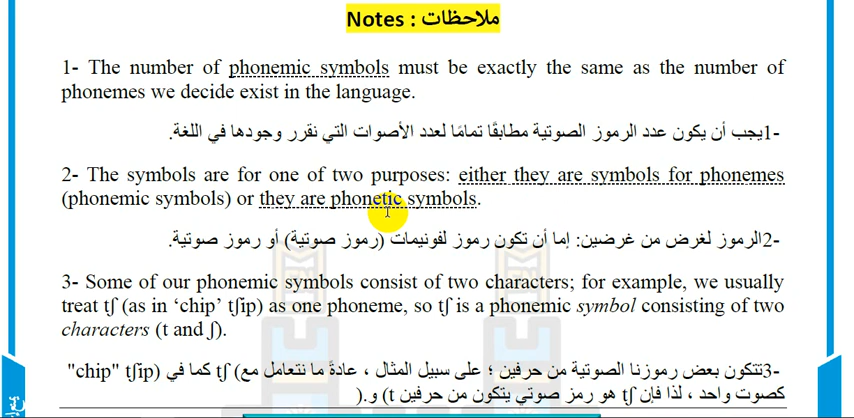 Notes : ملاحظات
1- The number of phonemic symbols must be exactly the same as the number of
phonemes we decide exist in the language.
1-يجب أن يكون عدد الرموز الصوتية مطابقًا تمامًا لعدد الأصوات التي نقرر وجودها في اللغة.
2- The symbols are for one of two purposes: either they are symbols for phonemes
(phonemic symbols) or they are phonetic symbols.
2-الرموز لغرض من غرضين: إما أن تكون رموز لفونيمات (رموز صوتية) أو رموز صوتية.
3- Some of our phonemic symbols consist of two characters; for example, we usually
treat tʃ (as in ‘chip’ tʃip) as one phoneme, so tʃ is a phonemic symbol consisting of two
characters (t and ʃ).
3-تتكون بعض رموزنا الصوتية من حرفين ؛ على سبيل المثال ، عادةً ما نتعامل مع tʃ (كما في "chip" tʃip)
كصوت واحد ، لذا فإن tʃ هو رمز صوتي يتكون من حرفين t) و.(